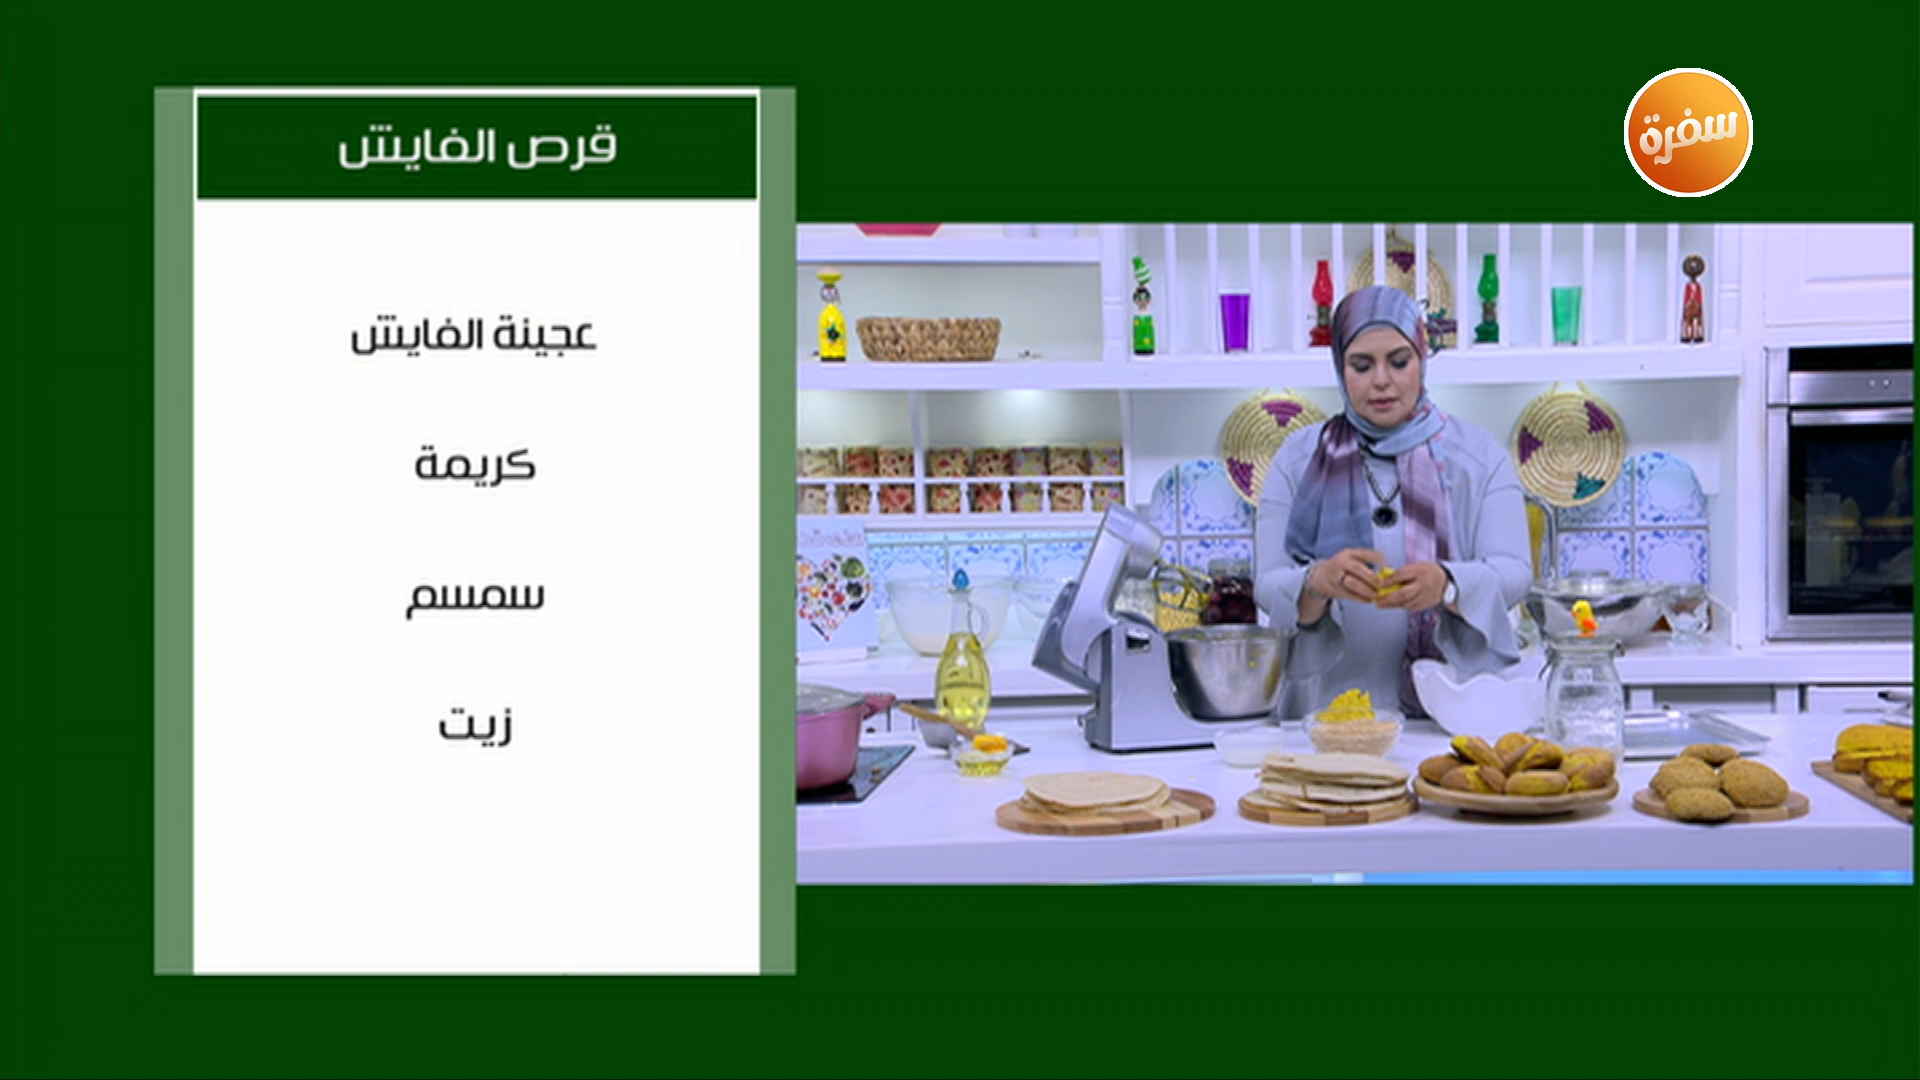 سفرة
قرص الفايش
عجينة الفايش
كريمة
سمسم
زيت